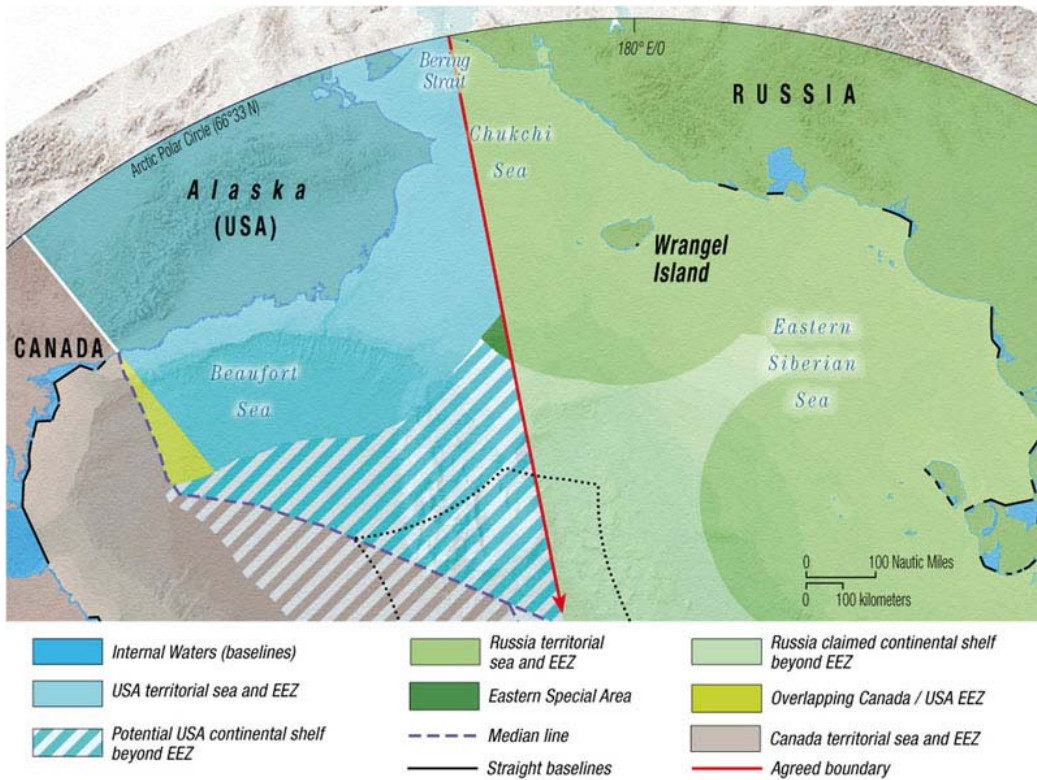 180° E/O
Bering
Strait
RUSSIA
Arctic Polar Circle (66°33 N)
Chukchi
Sea
Alaska
(USA)
Wrangel
Island
CANADA
Eastern
Siberian
Sea
Beaufort
Sea
0 100 Nautic Miles
0 100 kilometers
Internal Waters (baselines)
USA territorial sea and EEZ
Potential USA continental shelf
beyond EEZ
Russia territorial
sea and EEZ
Eastern Special Area
Median line
Straight baselines
Russia claimed continental shelf
beyond EEZ
Overlapping Canada / USA EEZ
Canada territorial sea and EEZ
Agreed boundary